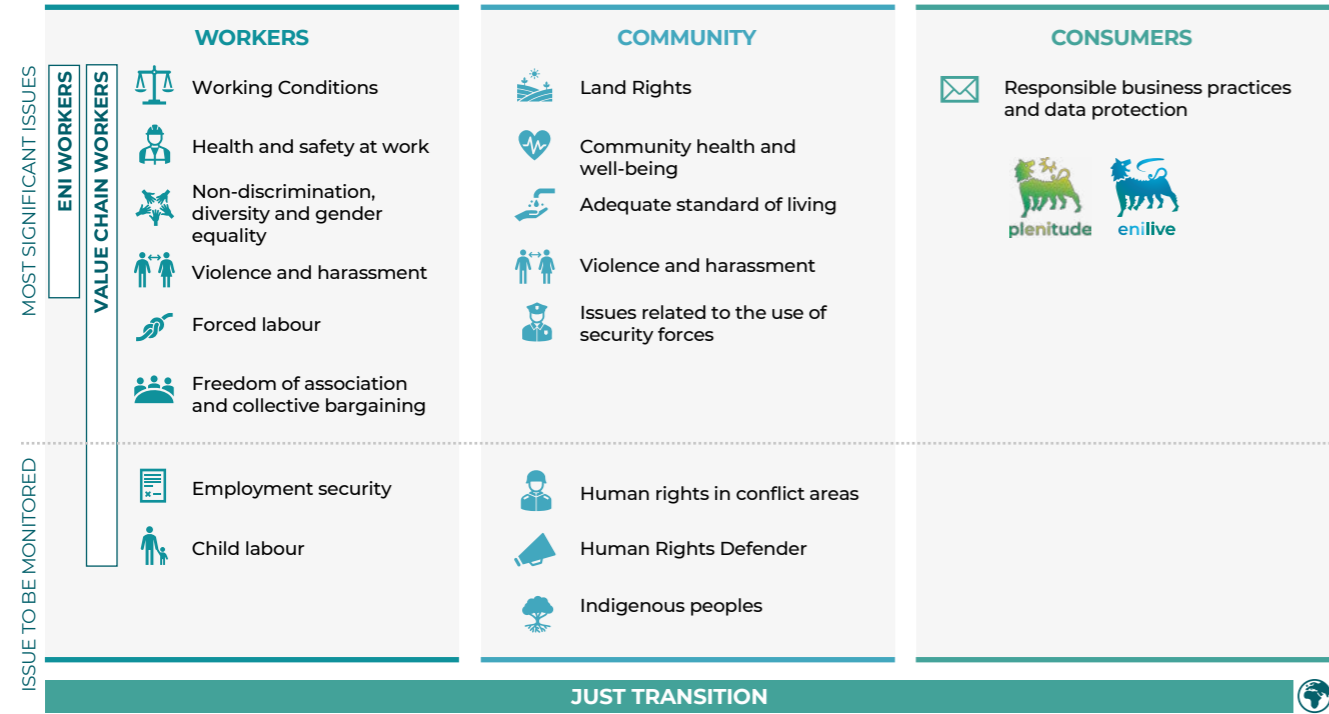 WORKERS
COMMUNITY
CONSUMERS
MOST SIGNIFICANT ISSUES
ENI WORKERS
VALUE CHAIN WORKERS
Working Conditions
Health and safety at work
Non-discrimination,
diversity and gender
equality
Violence and harassment
Forced labour
Freedom of association
and collective bargaining
Land Rights
Community health and
well-being
Adequate standard of living
Violence and harassment
Issues related to the use of
security forces
Responsible business practices
and data protection
plenitude
enilive
ISSUE TO BE MONITORED
Employment security
Child labour
Human rights in conflict areas
Human Rights Defender
Indigenous peoples
JUST TRANSITION